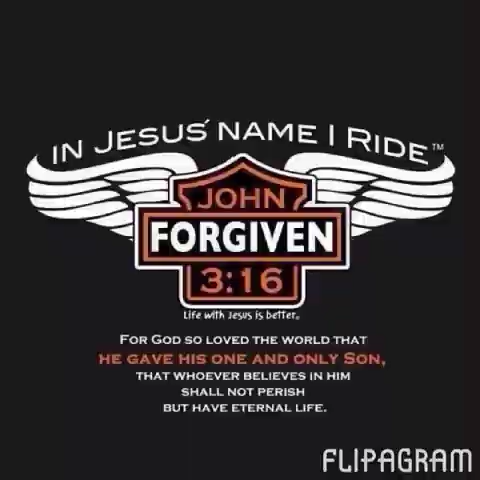 IN JESUS' NAME I RIDE™
JOHN
FORGIVEN
3:16
Life with Jesus is better.
FOR GOD SO LOVED THE WORLD THAT
HE GAVE HIS ONE AND ONLY SON,
THAT WHOEVER BELIEVES IN HIM
SHALL NOT PERISH
BUT HAVE ETERNAL LIFE.
FLIPAGRAM